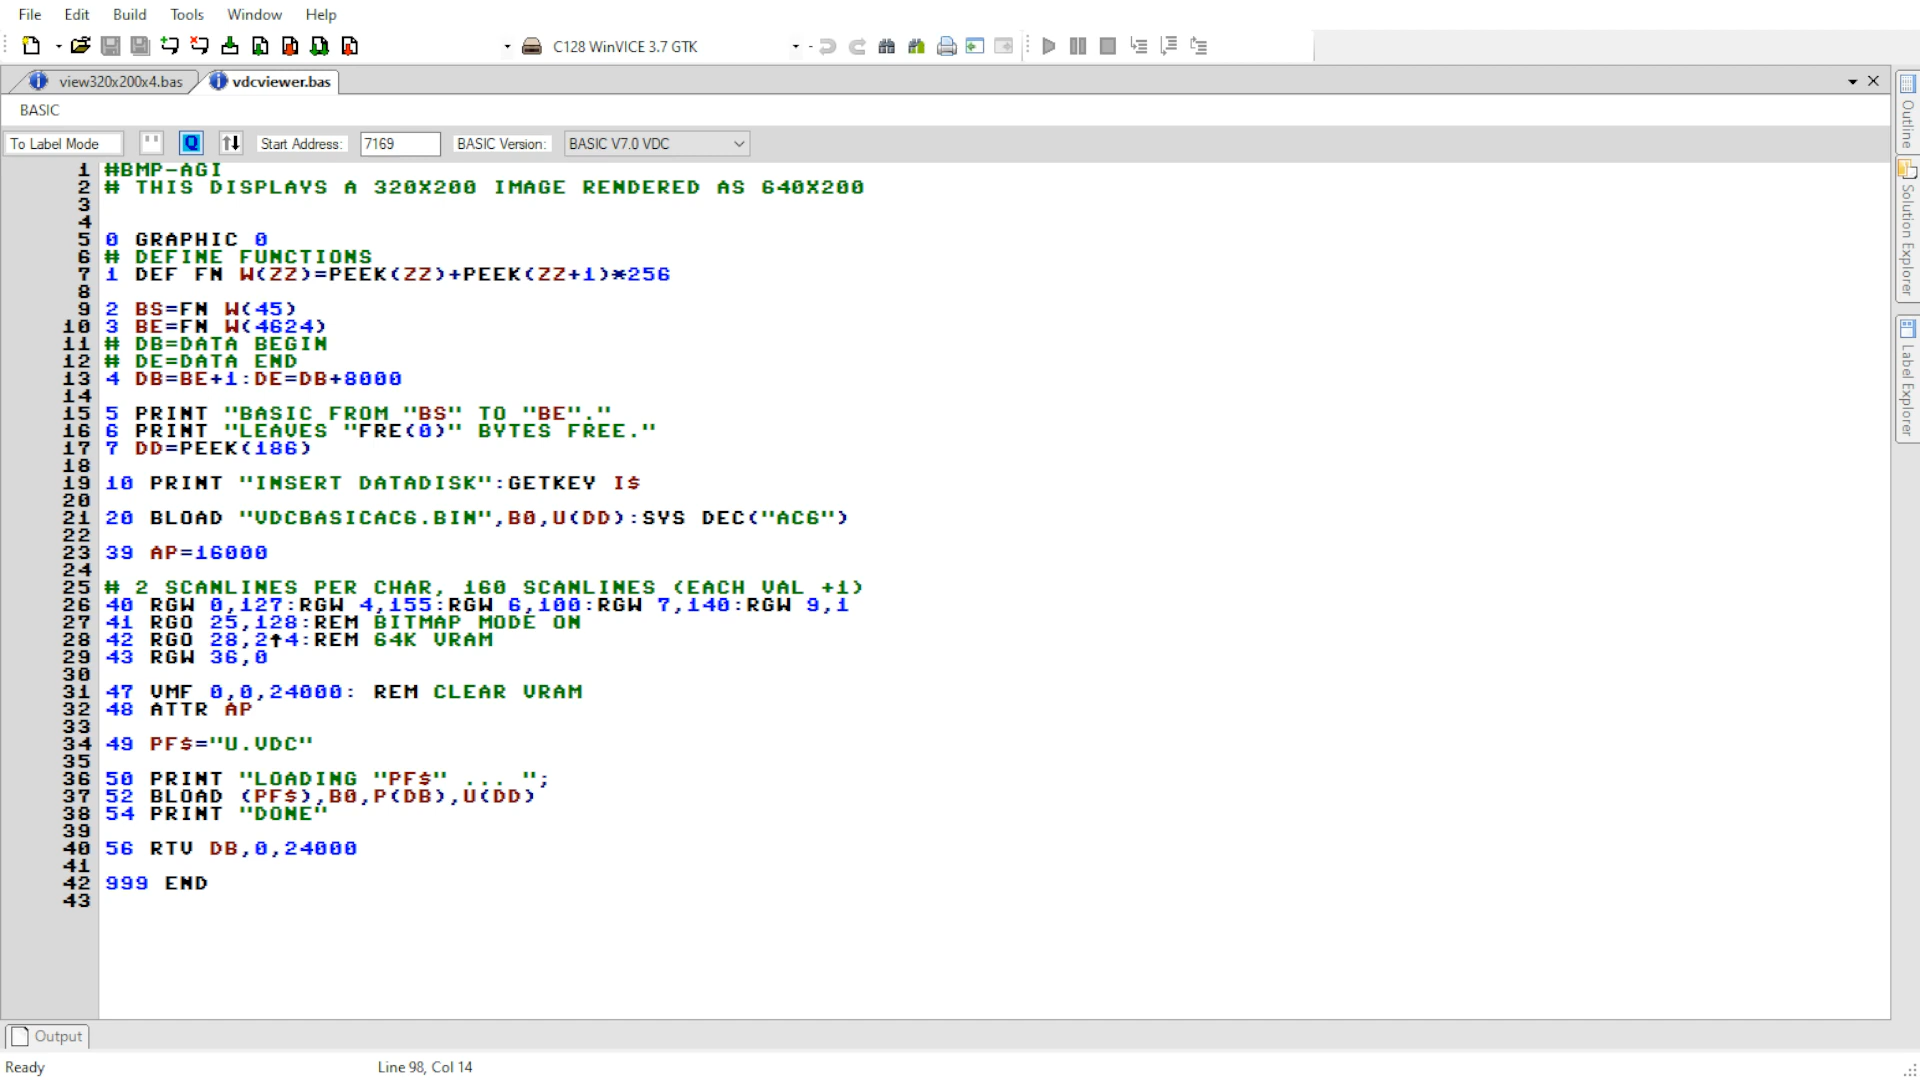 File Edit Build Tools Window Help
C128 WinVICE 3.7 GTK
view320x200x4.bas vdcviewer.bas
BASIC
To Label Mode " Q Start Address: 7169 BASIC Version: BASIC V7.0 VDC
1 #BMP-AGI
2 # THIS DISPLAYS A 320X200 IMAGE RENDERED AS 640X200
3
4
5 0 GRAPHIC 0
6 # DEFINE FUNCTIONS
7 1 DEF FN W(ZZ)=PEEK(ZZ)+PEEK(ZZ+1)*256
8
9 2 BS=FN W(45)
10 3 BE=FN W(4624)
11 # DB=DATA BEGIN
12 # DE=DATA END
13 4 DB=BE+1:DE=DB+8000
14
15 5 PRINT "BASIC FROM "BS" TO "BE"."
16 6 PRINT "LEAVES "FRE(0)" BYTES FREE."
17 7 DD=PEEK(186)
18
19 10 PRINT "INSERT DATADISK":GETKEY I$
20
21 20 BLOAD "VDCBASICAC6.BIN",B0,U(DD):SYS DEC("AC6")
22
23 39 AP=16000
24
25 # 2 SCANLINES PER CHAR, 160 SCANLINES (EACH VAL +1)
26 40 RGW 0,127:RGW 4,155:RGW 6,100:RGW 7,140:RGW 9,1
27 41 RGO 25,128:REM BITMAP MODE ON
28 42 RGO 28,2↑4:REM 64K VRAM
29 43 RGW 36,0
30
31 47 VMF 0,0,24000: REM CLEAR VRAM
32 48 ATTR AP
33
34 49 PF$="U.VDC"
35
36 50 PRINT "LOADING "PF$" ... ";
37 52 BLOAD (PF$),B0,P(DB),U(DD)
38 54 PRINT "DONE"
39
40 56 RTV DB,0,24000
41
42 999 END
43
Outline
Solution Explorer
Label Explorer
Output
Ready Line 98, Col 14